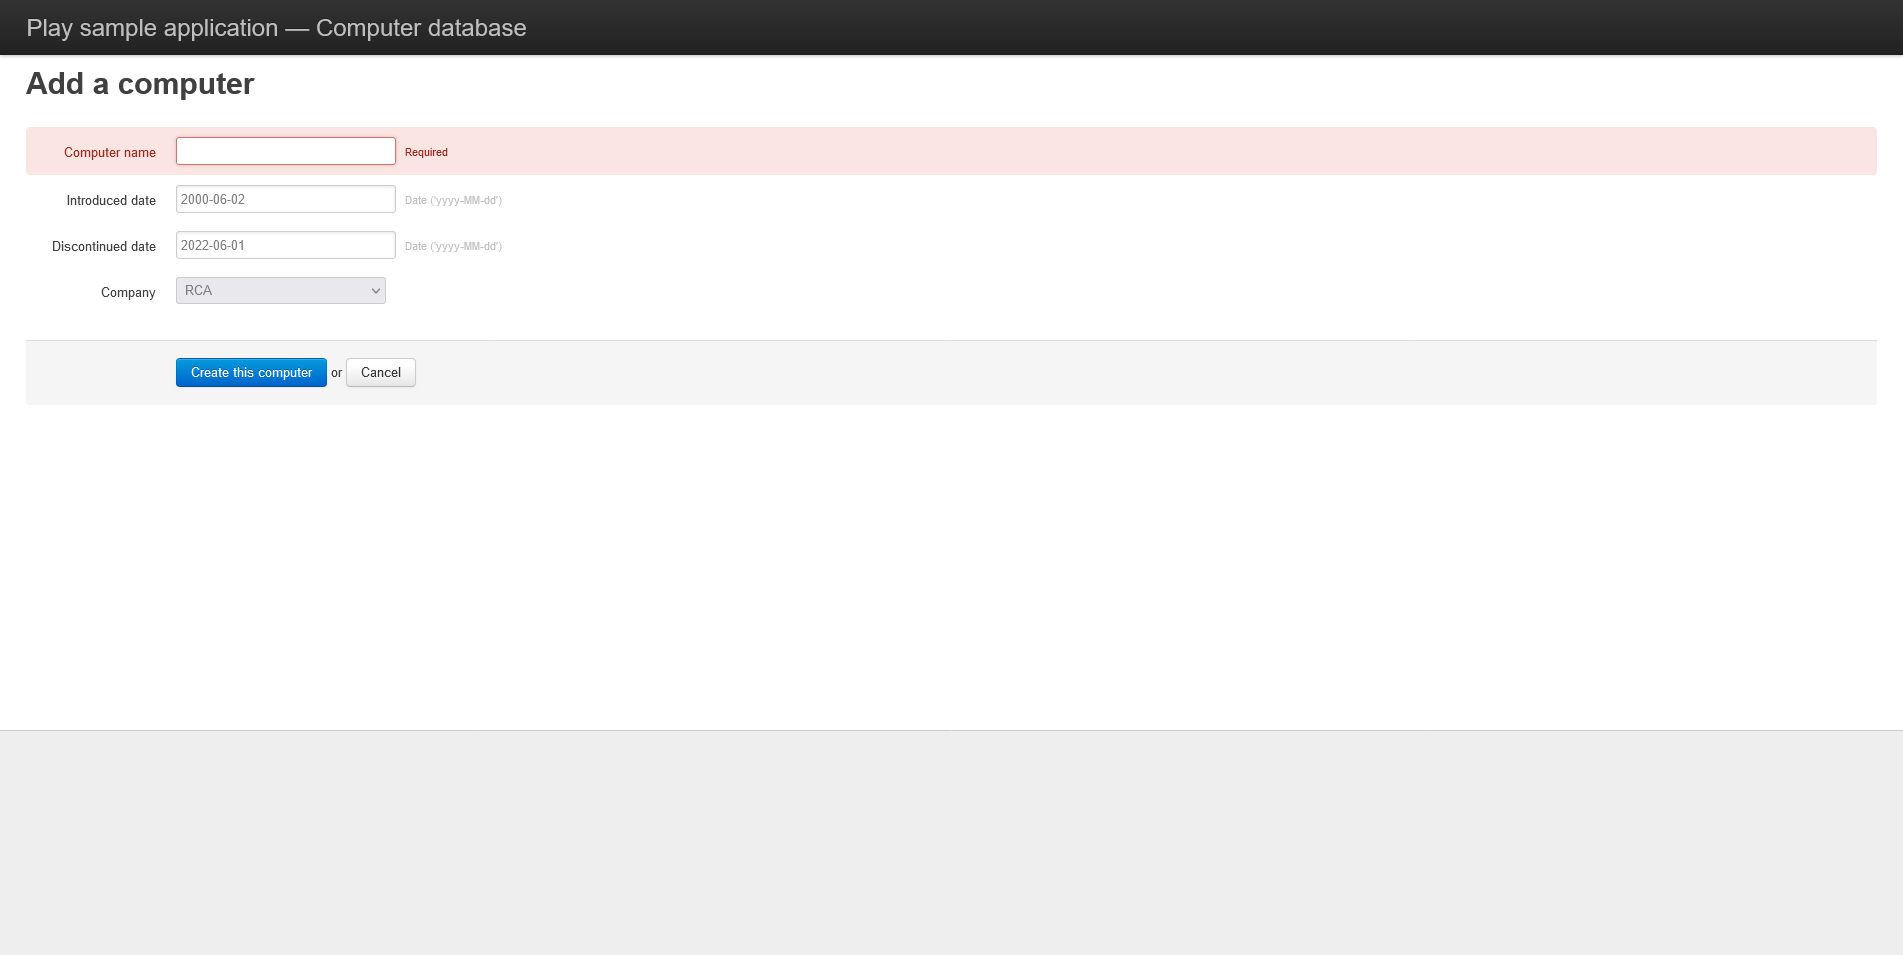 Play sample application — Computer database
Add a computer
Computer name Required
Introduced date 2000-06-02 Date ('yyyy-MM-dd')
Discontinued date 2022-06-01 Date ('yyyy-MM-dd')
Company RCA
Create this computer or Cancel